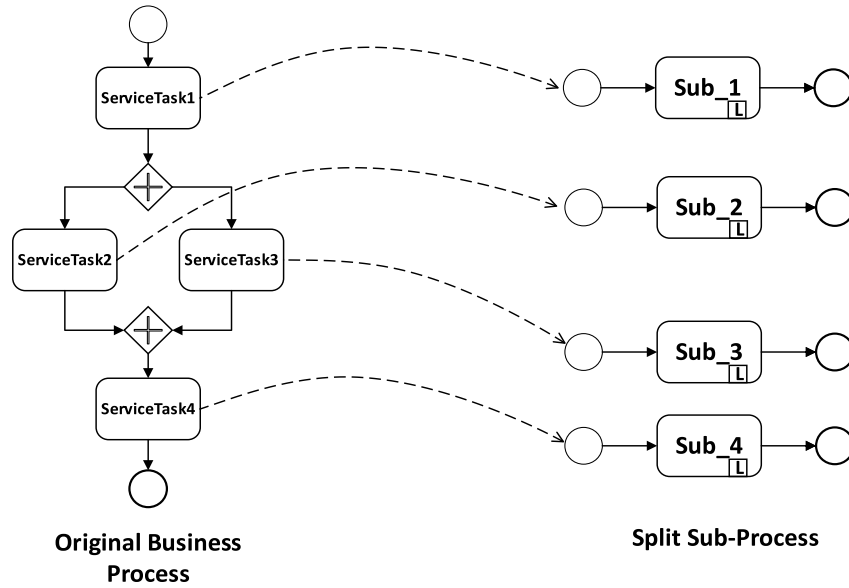 ServiceTask1
ServiceTask2
ServiceTask3
ServiceTask4
Original Business
Process
Sub_1
L
Sub_2
L
Sub_3
L
Sub_4
L
Split Sub-Process